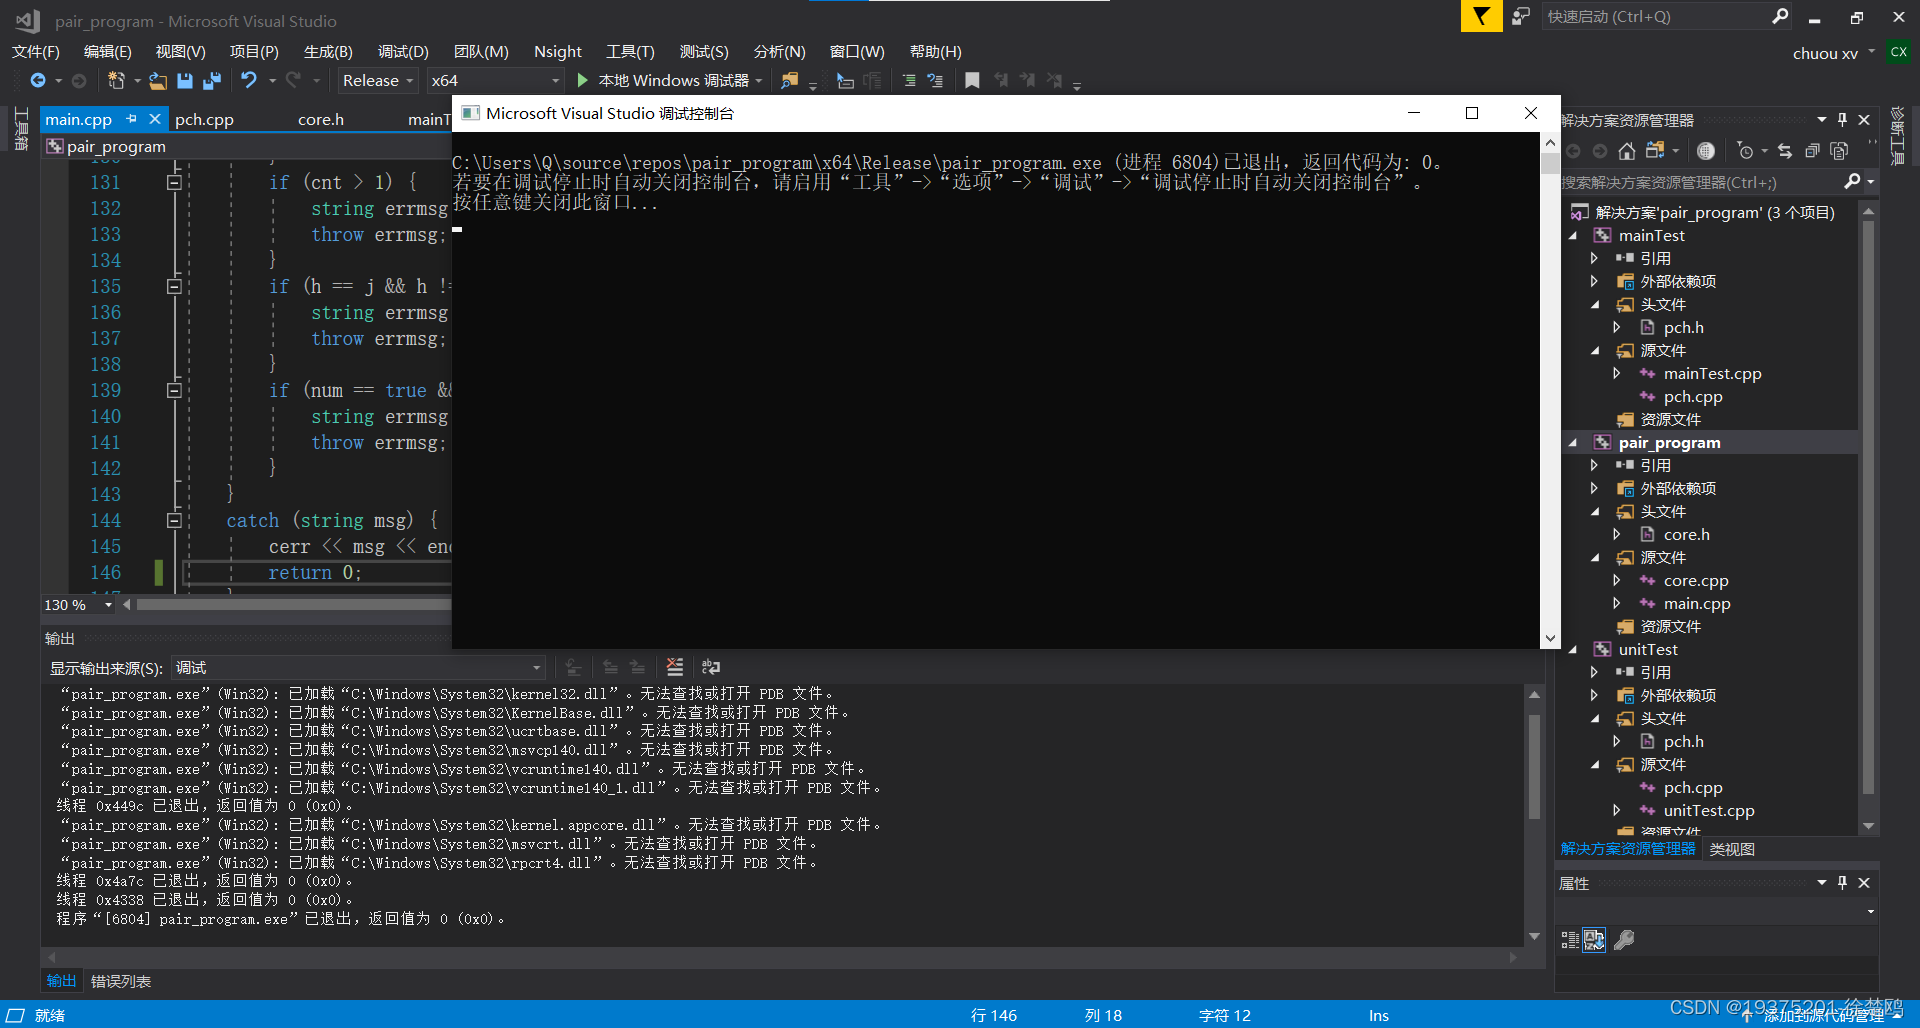 pair_program - Microsoft Visual Studio
快速启动 (Ctrl+Q)
文件(F) 编辑(E) 视图(V) 项目(P) 生成(B) 调试(D) 团队(M) Nsight 工具(T) 测试(S) 分析(N) 窗口(W) 帮助(H)
chuou xv CX
Release x64 本地 Windows 调试器
工具箱
main.cpp pch.cpp core.h mainT
pair_program
131 if (cnt > 1) {
132 string errmsg
133 throw errmsg;
134 }
135 if (h == j && h !=
136 string errmsg
137 throw errmsg;
138 }
139 if (num == true &&
140 string errmsg
141 throw errmsg;
142 }
143 }
144 catch (string msg) {
145 cerr << msg << end
146 return 0;
130 %
Microsoft Visual Studio 调试控制台
C:\Users\Q\source\repos\pair_program\x64\Release\pair_program.exe (进程 6804)已退出，返回代码为: 0。
若要在调试停止时自动关闭控制台，请启用“工具”->“选项”->“调试”->“调试停止时自动关闭控制台”。
按任意键关闭此窗口...
输出
显示输出来源(S): 调试
“pair_program.exe”(Win32): 已加载“C:\Windows\System32\kernel32.dll”。无法查找或打开 PDB 文件。
“pair_program.exe”(Win32): 已加载“C:\Windows\System32\KernelBase.dll”。无法查找或打开 PDB 文件。
“pair_program.exe”(Win32): 已加载“C:\Windows\System32\ucrtbase.dll”。无法查找或打开 PDB 文件。
“pair_program.exe”(Win32): 已加载“C:\Windows\System32\msvcp140.dll”。无法查找或打开 PDB 文件。
“pair_program.exe”(Win32): 已加载“C:\Windows\System32\vcruntime140.dll”。无法查找或打开 PDB 文件。
“pair_program.exe”(Win32): 已加载“C:\Windows\System32\vcruntime140_1.dll”。无法查找或打开 PDB 文件。
线程 0x449c 已退出，返回值为 0 (0x0)。
“pair_program.exe”(Win32): 已加载“C:\Windows\System32\kernel.appcore.dll”。无法查找或打开 PDB 文件。
“pair_program.exe”(Win32): 已加载“C:\Windows\System32\msvcrt.dll”。无法查找或打开 PDB 文件。
“pair_program.exe”(Win32): 已加载“C:\Windows\System32\rpcrt4.dll”。无法查找或打开 PDB 文件。
线程 0x4a7c 已退出，返回值为 0 (0x0)。
线程 0x4338 已退出，返回值为 0 (0x0)。
程序“[6804] pair_program.exe”已退出，返回值为 0 (0x0)。
输出 错误列表
解决方案资源管理器
搜索解决方案资源管理器(Ctrl+;)
解决方案'pair_program' (3 个项目)
mainTest
引用
外部依赖项
头文件
pch.h
源文件
mainTest.cpp
pch.cpp
资源文件
pair_program
引用
外部依赖项
头文件
core.h
源文件
core.cpp
main.cpp
资源文件
unitTest
引用
外部依赖项
头文件
pch.h
源文件
pch.cpp
unitTest.cpp
资源文件
解决方案资源管理器 类视图
属性
诊断工具
就绪 行 146 列 18 字符 12 Ins 添加到源代码管理
CSDN @19375201 徐楚鸥